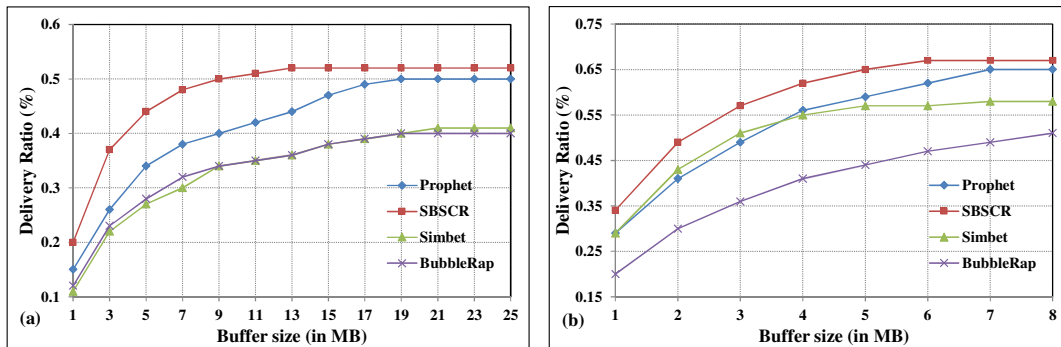 0.6
0.5
0.4
0.3
0.2
0.1
Delivery Ratio (%)
Prophet
SBSCR
Simbet
BubbleRap
1 3 5 7 9 11 13 15 17 19 21 23 25
(a)
Buffer size (in MB)
0.75
0.65
0.55
0.45
0.35
0.25
0.15
Delivery Ratio (%)
Prophet
SBSCR
Simbet
BubbleRap
1 2 3 4 5 6 7 8
(b)
Buffer size (in MB)